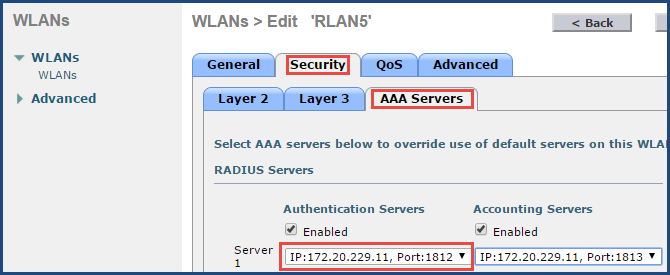 WLANs
WLANs > Edit 'RLAN5'
< Back
WLANs
WLANs
Advanced
General Security QoS Advanced
Layer 2 Layer 3 AAA Servers
Select AAA servers below to override use of default servers on this WLA
RADIUS Servers
Authentication Servers Accounting Servers
Enabled Enabled
Server 1 IP:172.20.229.11, Port:1812 IP:172.20.229.11, Port:1813